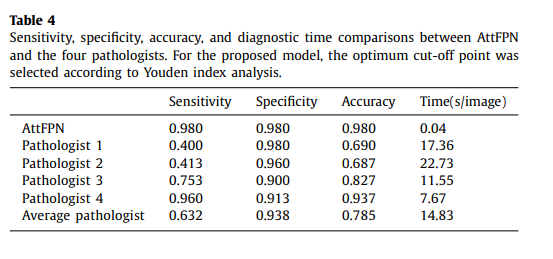 Table 4
Sensitivity, specificity, accuracy, and diagnostic time comparisons between AttFPN
and the four pathologists. For the proposed model, the optimum cut-off point was
selected according to Youden index analysis.
Sensitivity Specificity Accuracy Time(s/image)
AttFPN 0.980 0.980 0.980 0.04
Pathologist 1 0.400 0.980 0.690 17.36
Pathologist 2 0.413 0.960 0.687 22.73
Pathologist 3 0.753 0.900 0.827 11.55
Pathologist 4 0.960 0.913 0.937 7.67
Average pathologist 0.632 0.938 0.785 14.83